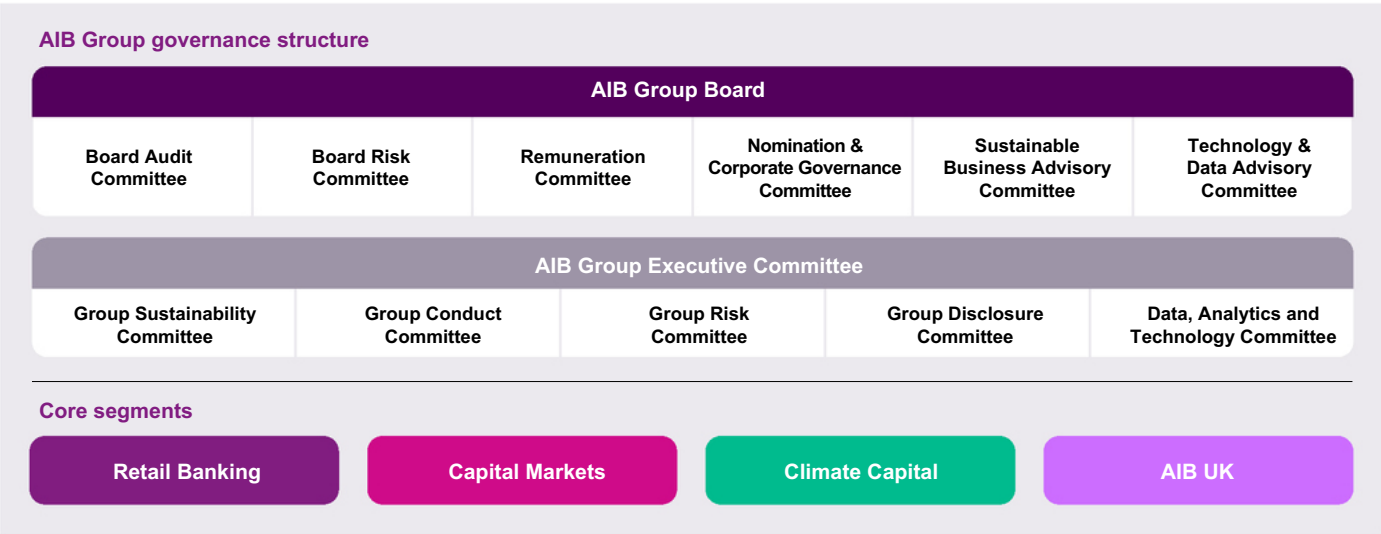 AIB Group governance structure
AIB Group Board
Board Audit
Committee
Board Risk
Committee
Remuneration
Committee
Nomination &
Corporate Governance
Committee
Sustainable
Business Advisory
Committee
Technology &
Data Advisory
Committee
AIB Group Executive Committee
Group Sustainability
Committee
Group Conduct
Committee
Group Risk
Committee
Group Disclosure
Committee
Data, Analytics and
Technology Committee
Core segments
Retail Banking
Capital Markets
Climate Capital
AIB UK